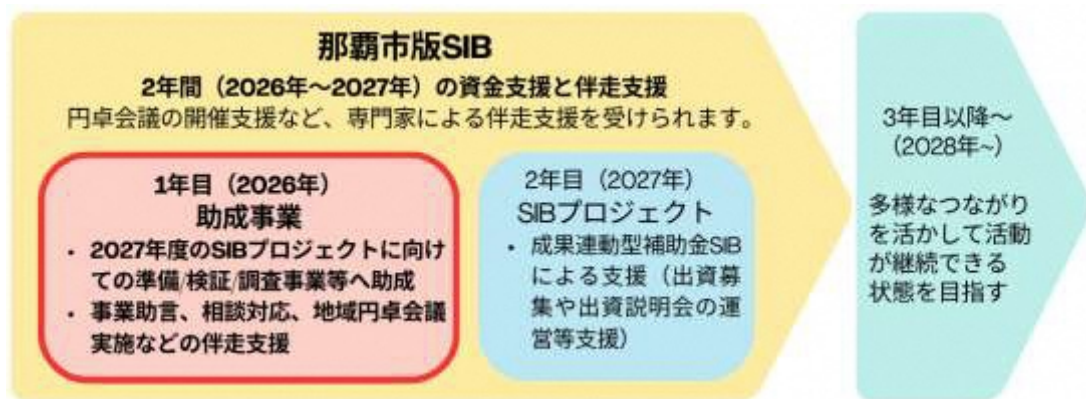 那覇市版SIB
2年間（2026年～2027年）の資金支援と伴走支援
円卓会議の開催支援など、専門家による伴走支援を受けられます。
1年目（2026年）
助成事業
・ 2027年度のSIBプロジェクトに向け
ての準備/検証/調査事業等へ助成
・ 事業助言、相談対応、地域円卓会議
実施などの伴走支援
2年目（2027年）
SIBプロジェクト
・ 成果連動型補助金SIB
による支援（出資募
集や出資説明会の運
営等支援）
3年目以降～
（2028年~）
多様なつながり
を活かして活動
が継続できる
状態を目指す